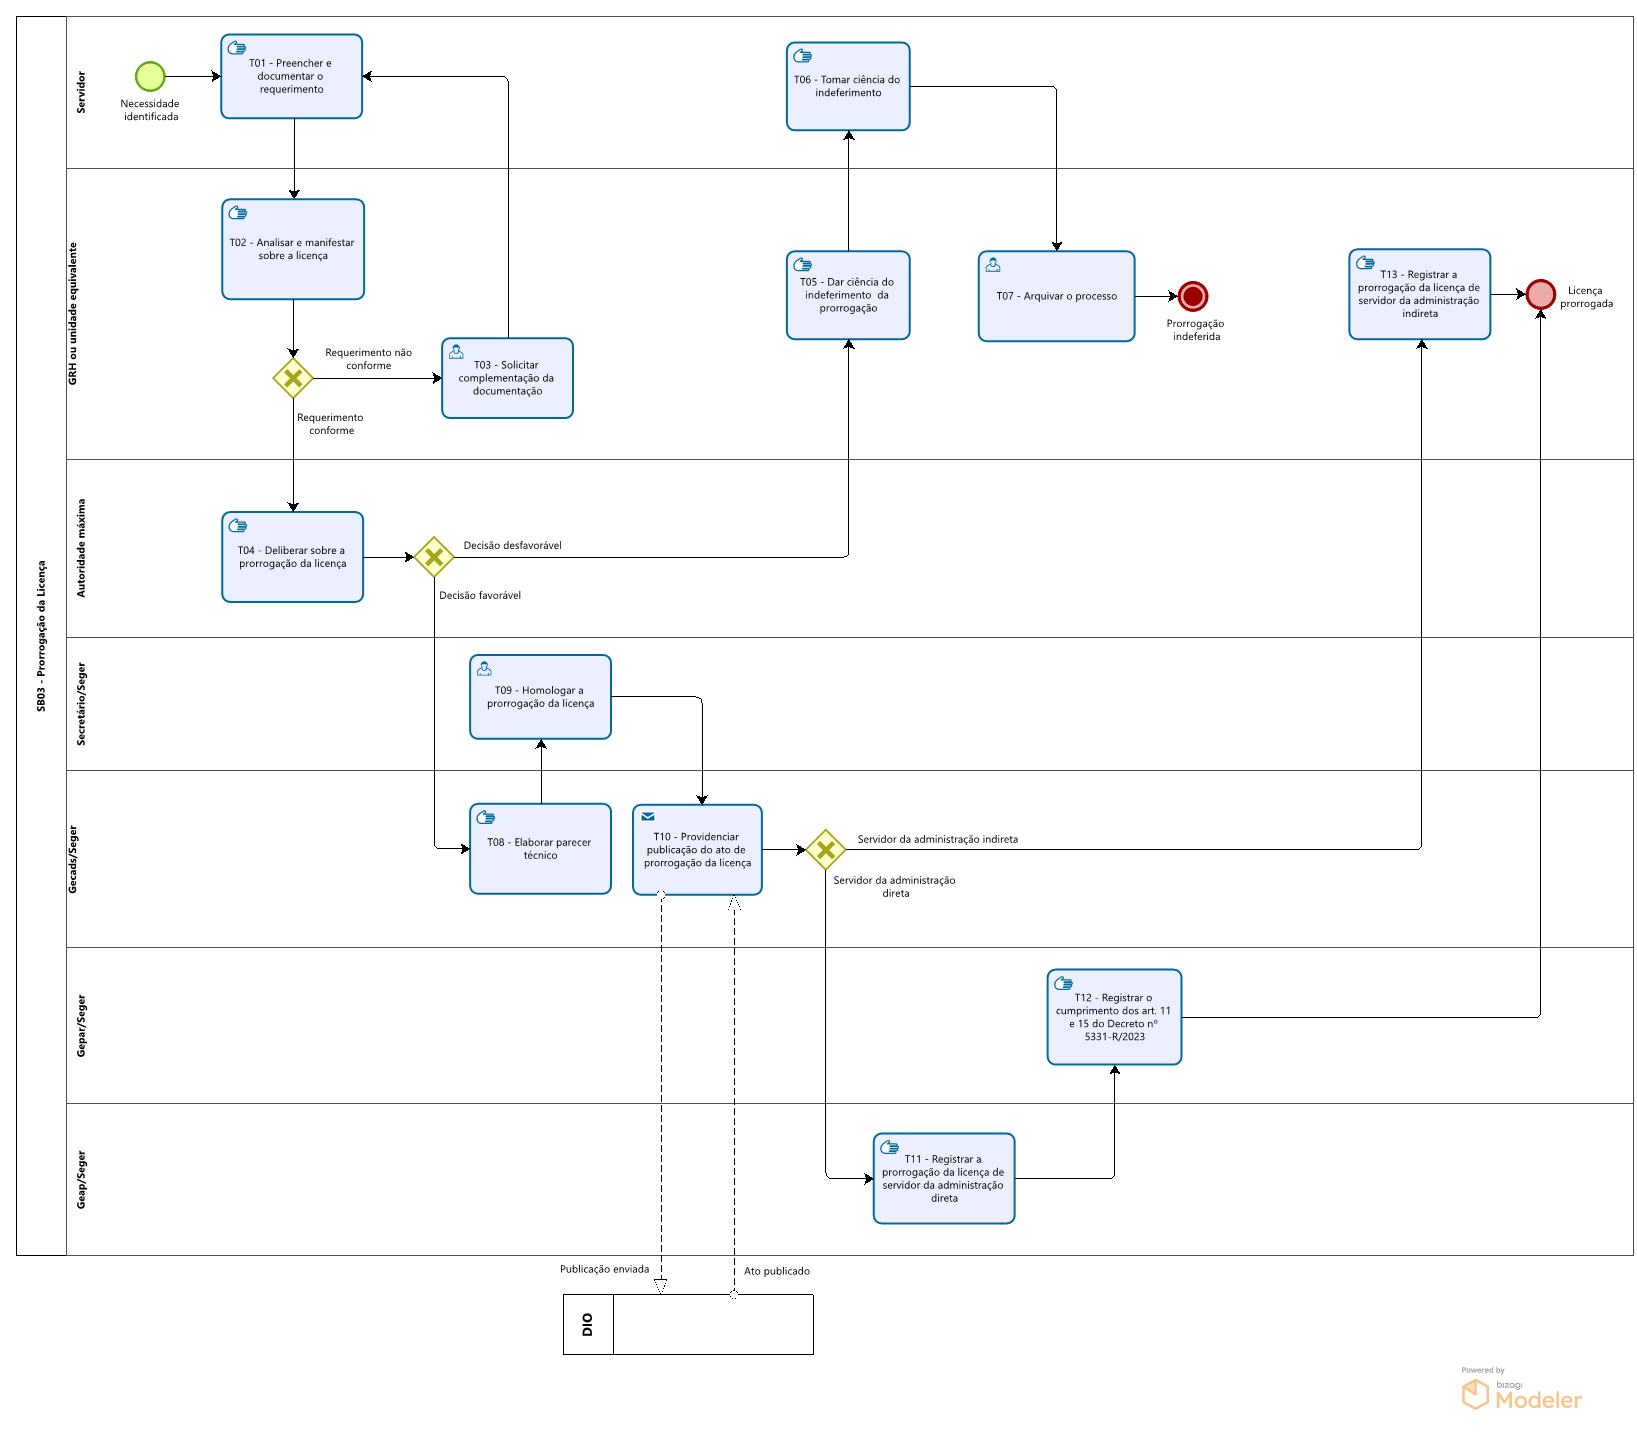 SB03 - Prorrogação da Licença
Servidor
Necessidade
identificada
T01 - Preencher e
documentar o
requerimento
T06 - Tomar ciência do
indeferimento
GRH ou unidade equivalente
T02 - Analisar e manifestar
sobre a licença
Requerimento não
conforme
Requerimento
conforme
T03 - Solicitar
complementação da
documentação
T05 - Dar ciência do
indeferimento da
prorrogação
T07 - Arquivar o processo
Prorrogação
indeferida
T13 - Registrar a
prorrogação da licença de
servidor da administração
indireta
Licença
prorrogada
Autoridade máxima
T04 - Deliberar sobre a
prorrogação da licença
Decisão desfavorável
Decisão favorável
Secretário/Seger
T09 - Homologar a
prorrogação da licença
Gecads/Seger
T08 - Elaborar parecer
técnico
T10 - Providenciar
publicação do ato de
prorrogação da licença
Servidor da administração indireta
Servidor da administração
direta
Gepar/Seger
T12 - Registrar o
cumprimento dos art. 11
e 15 do Decreto nº
5331-R/2023
Geap/Seger
T11 - Registrar a
prorrogação da licença de
servidor da administração
direta
Publicação enviada
Ato publicado
DIO
Powered by
bizagi
Modeler